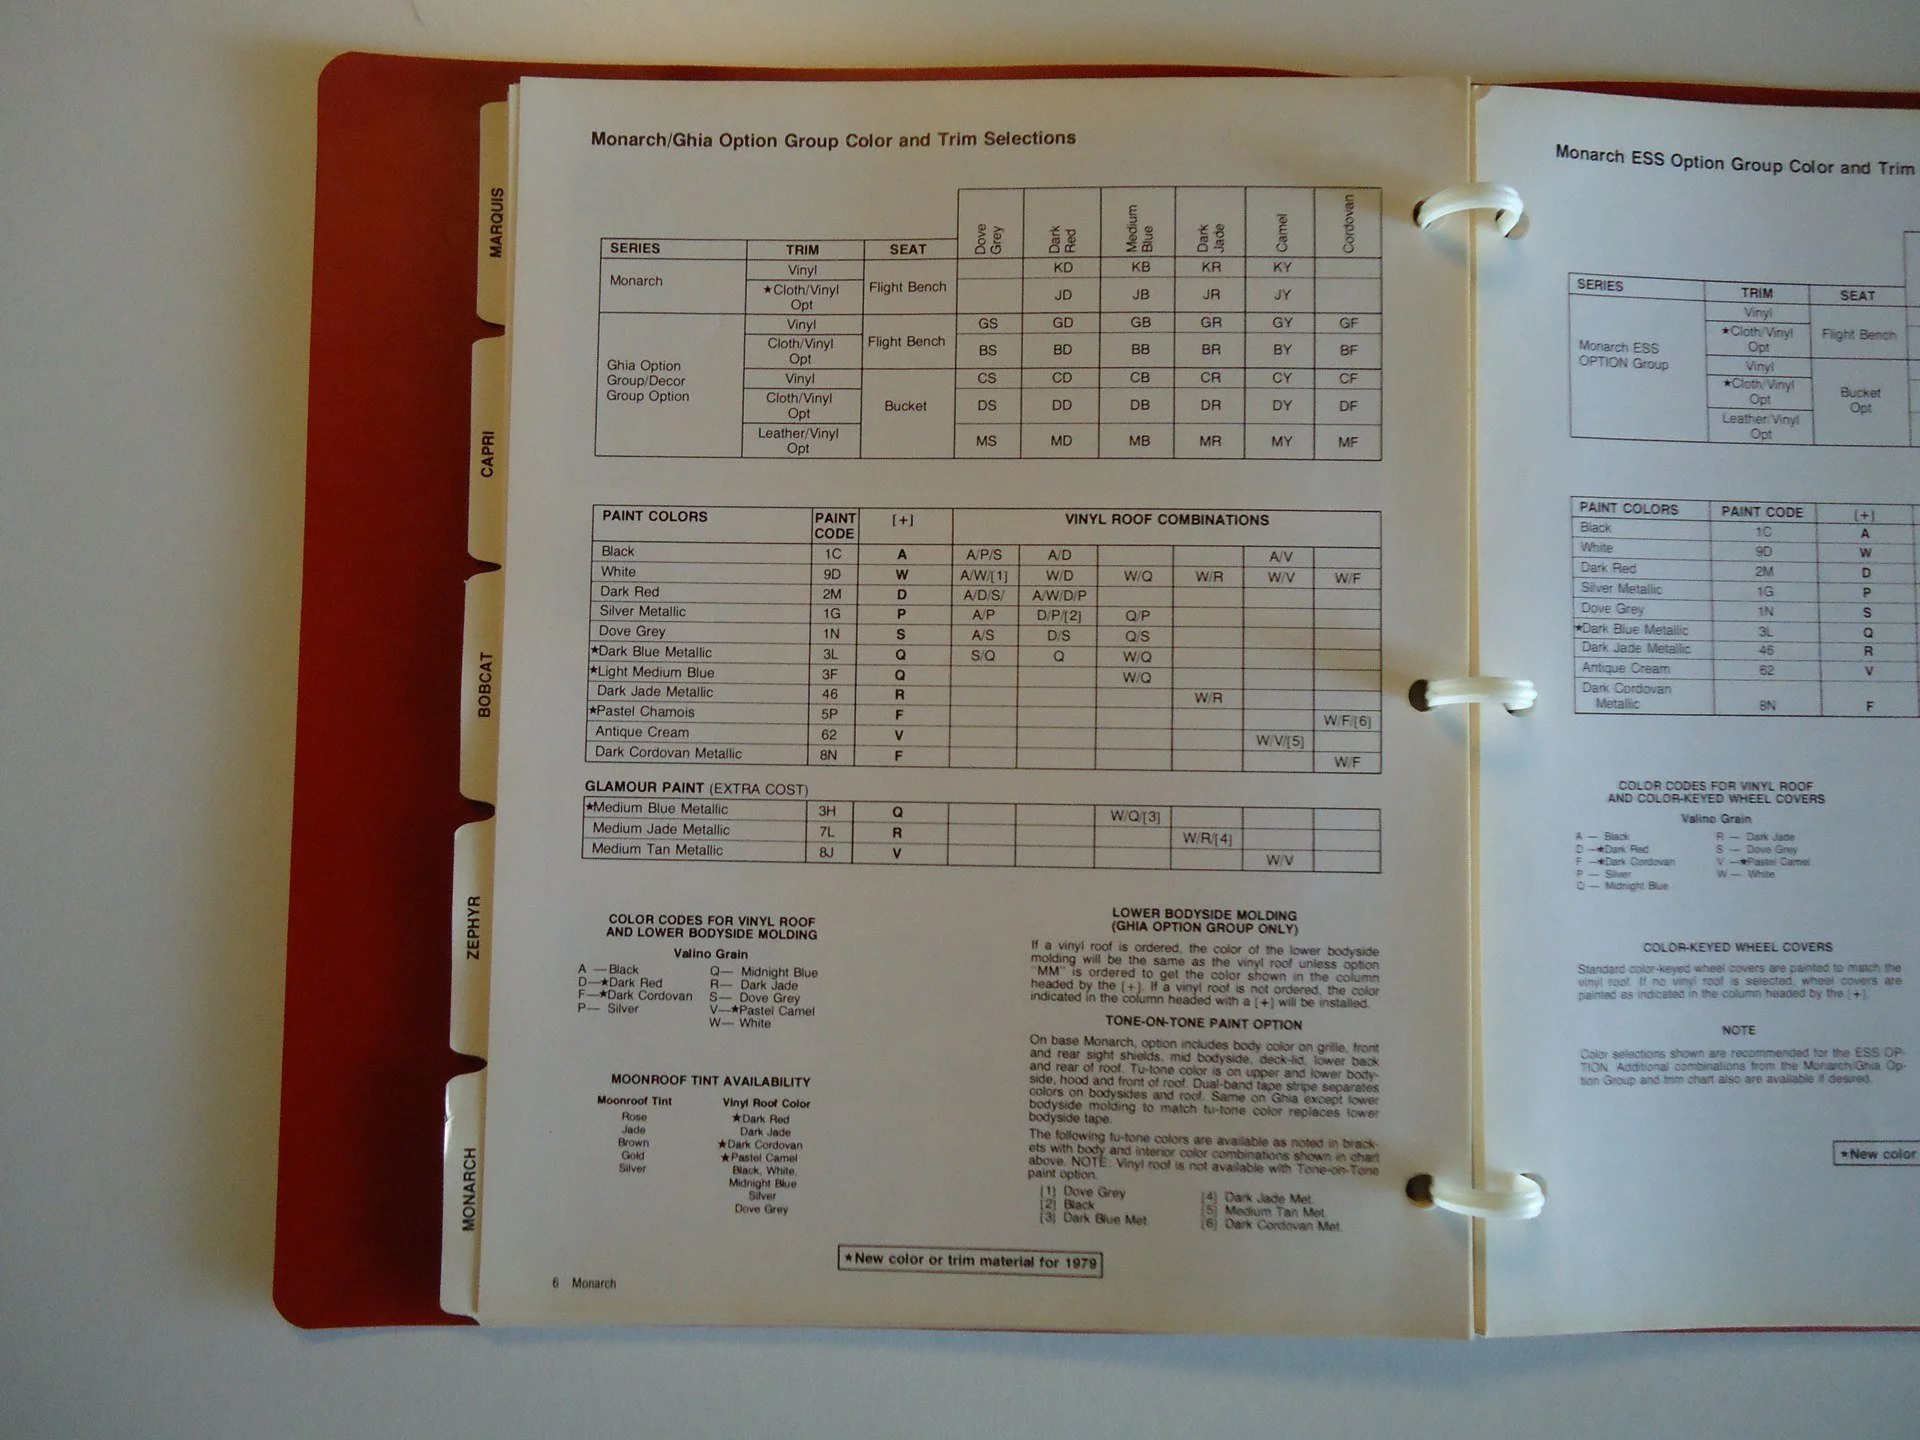 MARQUIS
CAPRI
BOBCAT
ZEPHYR
MONARCH
Monarch/Ghia Option Group Color and Trim Selections
SERIES TRIM SEAT Dove Grey Dark Red Medium Blue Dark Jade Camel Cordovan
Monarch Vinyl Flight Bench KD KB KR KY
★Cloth/Vinyl Opt JD JB JR JY
Ghia Option Group/Decor Group Option Vinyl Flight Bench GS GD GB GR GY GF
Cloth/Vinyl Opt BS BD BB BR BY BF
Vinyl Bucket CS CD CB CR CY CF
Cloth/Vinyl Opt DS DD DB DR DY DF
Leather/Vinyl Opt MS MD MB MR MY MF
PAINT COLORS PAINT CODE [+] VINYL ROOF COMBINATIONS
Black 1C A A/P/S A/D A/V
White 9D W A/W/[1] W/D W/Q W/R W/V W/F
Dark Red 2M D A/D/S/ A/W/D/P
Silver Metallic 1G P A/P D/P/[2] Q/P
Dove Grey 1N S A/S D/S Q/S
★Dark Blue Metallic 3L Q S/Q Q W/Q
★Light Medium Blue 3F Q W/Q
Dark Jade Metallic 46 R W/R
★Pastel Chamois 5P F W/F/[6]
Antique Cream 62 V W/V/[5]
Dark Cordovan Metallic 8N F W/F
GLAMOUR PAINT (EXTRA COST)
★Medium Blue Metallic 3H Q W/Q/[3]
Medium Jade Metallic 7L R W/R/[4]
Medium Tan Metallic 8J V W/V
COLOR CODES FOR VINYL ROOF
AND LOWER BODYSIDE MOLDING
Valino Grain
A —Black Q— Midnight Blue
D—★Dark Red R— Dark Jade
F—★Dark Cordovan S— Dove Grey
P— Silver V—★Pastel Camel
W— White
MOONROOF TINT AVAILABILITY
Moonroof Tint Vinyl Roof Color
Rose ★Dark Red
Jade Dark Jade
Brown ★Dark Cordovan
Gold ★Pastel Camel
Silver Black, White,
Midnight Blue
Silver
Dove Grey
LOWER BODYSIDE MOLDING
(GHIA OPTION GROUP ONLY)
If a vinyl roof is ordered, the color of the lower bodyside
molding will be the same as the vinyl roof unless option
"MM" is ordered to get the color shown in the column
headed by the [+]. If a vinyl roof is not ordered, the color
indicated in the column headed with a [+] will be installed.
TONE-ON-TONE PAINT OPTION
On base Monarch, option includes body color on grille, front
and rear sight shields, mid bodyside, deck-lid, lower back
and rear of roof. Tu-tone color is on upper and lower body-
side, hood and front of roof. Dual-band tape stripe separates
colors on bodysides and roof. Same on Ghia except lower
bodyside molding to match tu-tone color replaces lower
bodyside tape.
The following tu-tone colors are available as noted in brack-
ets with body and interior color combinations shown in chart
above. NOTE: Vinyl roof is not available with Tone-on-Tone
paint option.
[1] Dove Grey [4] Dark Jade Met.
[2] Black [5] Medium Tan Met.
[3] Dark Blue Met. [6] Dark Cordovan Met.
★New color or trim material for 1979
6 Monarch
Monarch ESS Option Group Color and Trim
SERIES TRIM SEAT
Monarch ESS OPTION Group Vinyl Flight Bench
★Cloth/Vinyl Opt
Vinyl Bucket Opt
★Cloth/Vinyl Opt
Leather/Vinyl Opt
PAINT COLORS PAINT CODE [+]
Black 1C A
White 9D W
Dark Red 2M D
Silver Metallic 1G P
Dove Grey 1N S
★Dark Blue Metallic 3L Q
Dark Jade Metallic 46 R
Antique Cream 62 V
Dark Cordovan Metallic 8N F
COLOR CODES FOR VINYL ROOF
AND COLOR-KEYED WHEEL COVERS
Valino Grain
A — Black R — Dark Jade
D —★Dark Red S — Dove Grey
F —★Dark Cordovan V —★Pastel Camel
P — Silver W — White
Q — Midnight Blue
COLOR-KEYED WHEEL COVERS
Standard color-keyed wheel covers are painted to match the
vinyl roof. If no vinyl roof is selected, wheel covers are
painted as indicated in the column headed by the [+].
NOTE
Color selections shown are recommended for the ESS OP-
TION. Additional combinations from the Monarch/Ghia Op-
tion Group and trim chart also are available if desired.
★New color